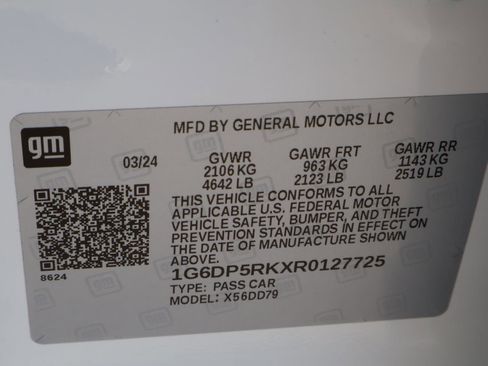 gm
MFD BY GENERAL MOTORS LLC
03/24 GVWR GAWR FRT GAWR RR
2106 KG 963 KG 1143 KG
4642 LB 2123 LB 2519 LB
THIS VEHICLE CONFORMS TO ALL
APPLICABLE U.S. FEDERAL MOTOR
VEHICLE SAFETY, BUMPER, AND THEFT
PREVENTION STANDARDS IN EFFECT ON
THE DATE OF MANUFACTURE SHOWN
ABOVE.
8624
1G6DP5RKXR0127725
TYPE: PASS CAR
MODEL: X56DD79